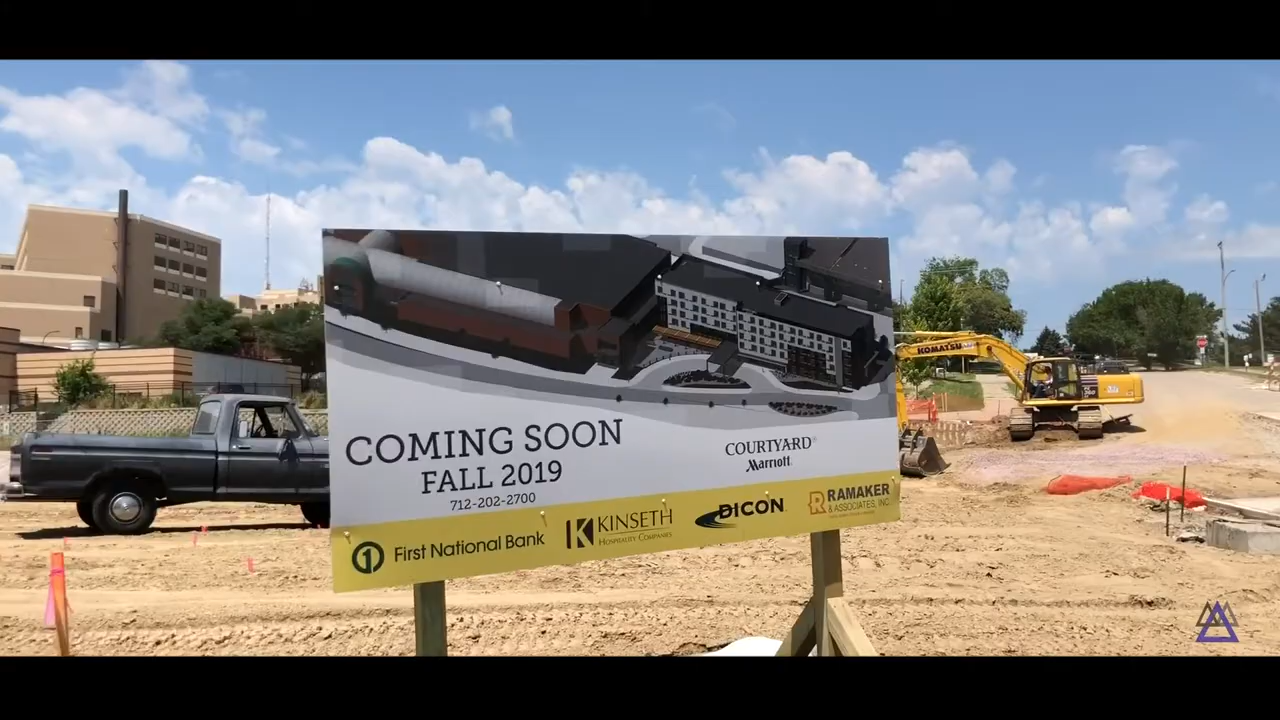 KOMATSU
COMING SOON
FALL 2019
712-202-2700
COURTYARD®
Marriott.
First National Bank
K KINSETH
HOSPITALITY COMPANIES
DICON
R RAMAKER
& ASSOCIATES, INC.